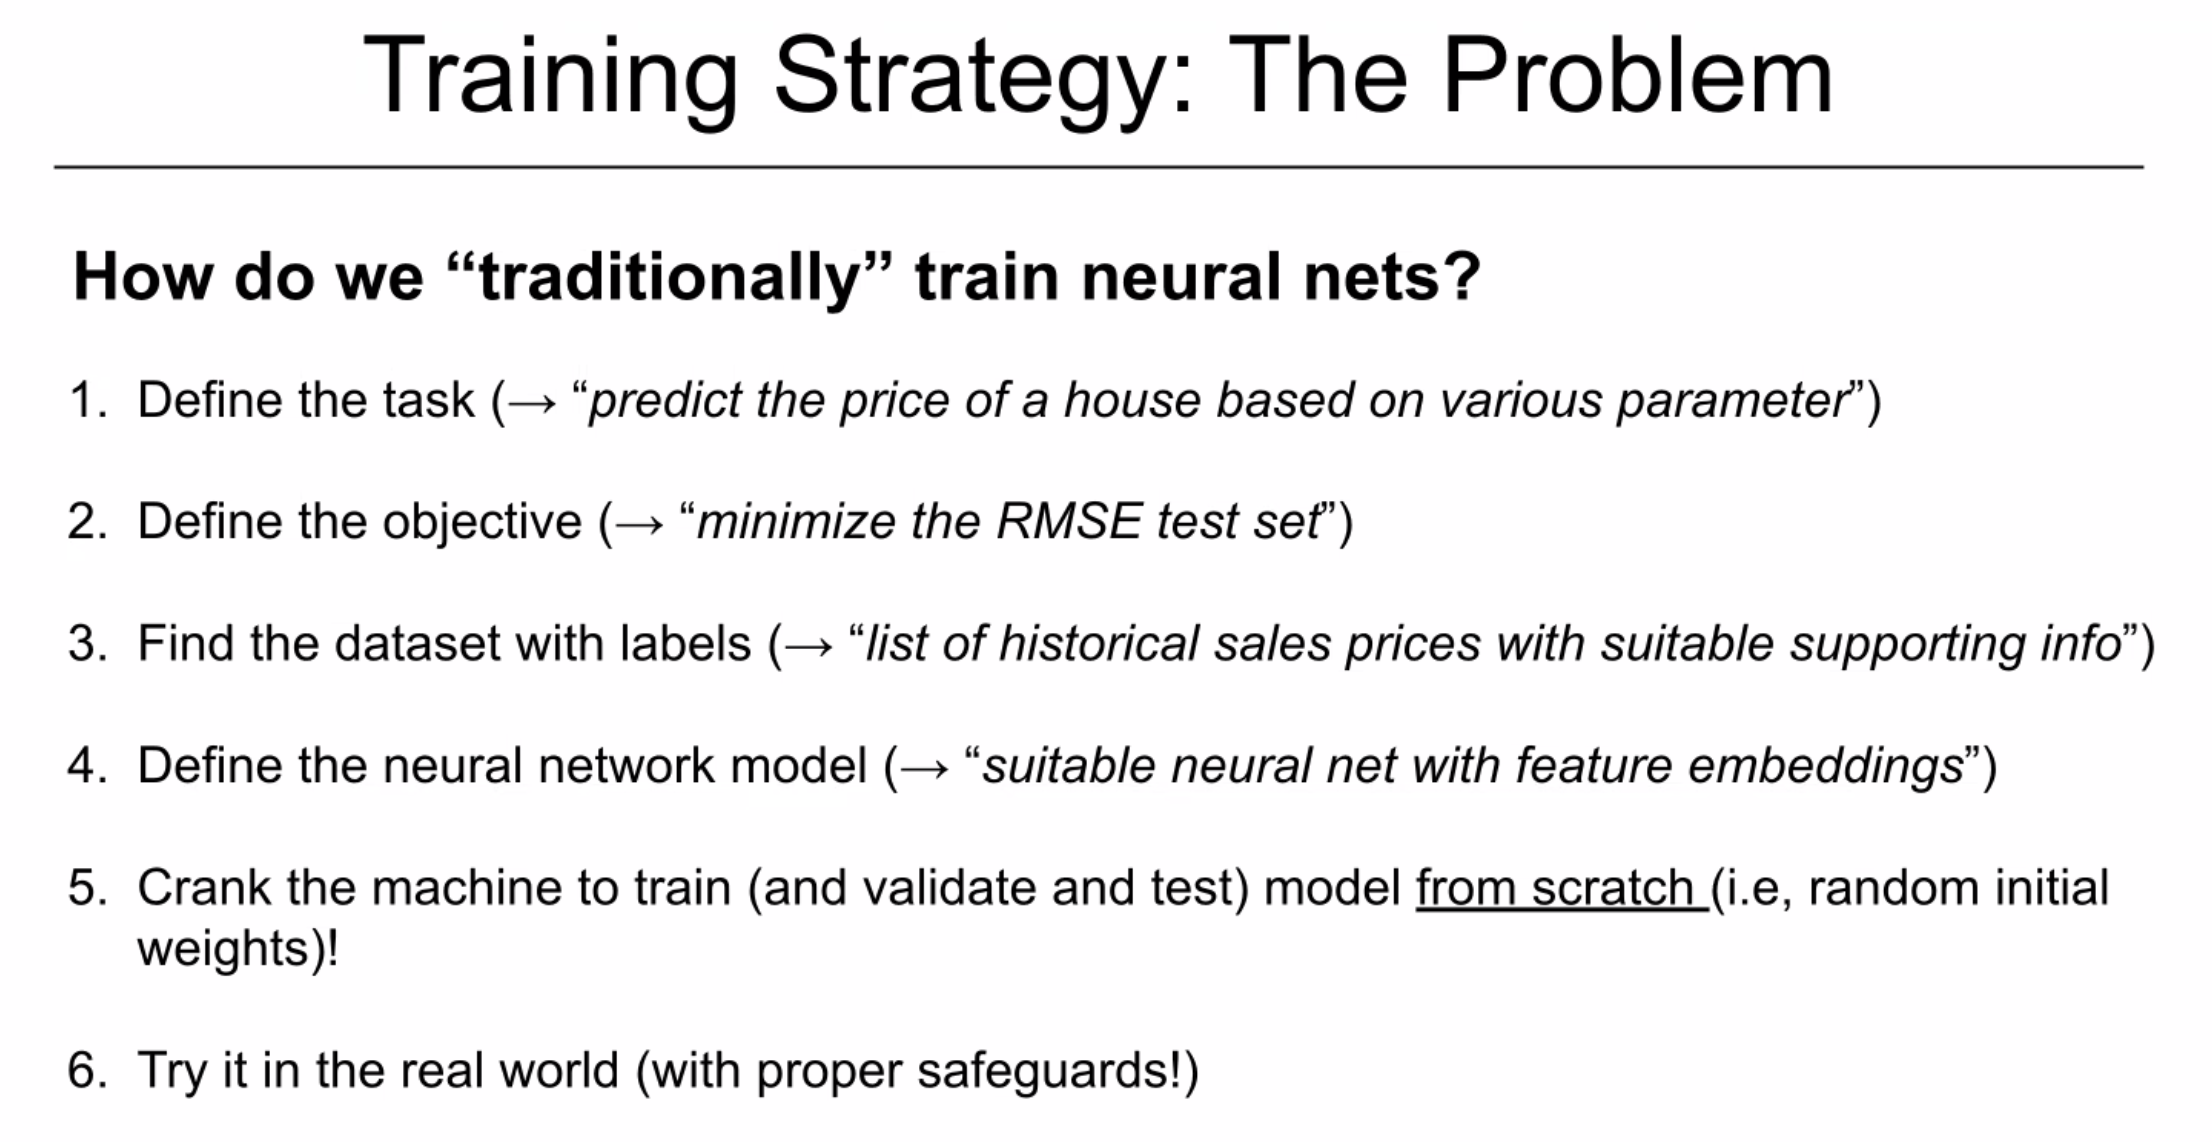 Training Strategy: The Problem
How do we “traditionally” train neural nets?
1. Define the task (→ “predict the price of a house based on various parameter”)
2. Define the objective (→ “minimize the RMSE test set”)
3. Find the dataset with labels (→ “list of historical sales prices with suitable supporting info”)
4. Define the neural network model (→ “suitable neural net with feature embeddings”)
5. Crank the machine to train (and validate and test) model from scratch (i.e, random initial
weights)!
6. Try it in the real world (with proper safeguards!)